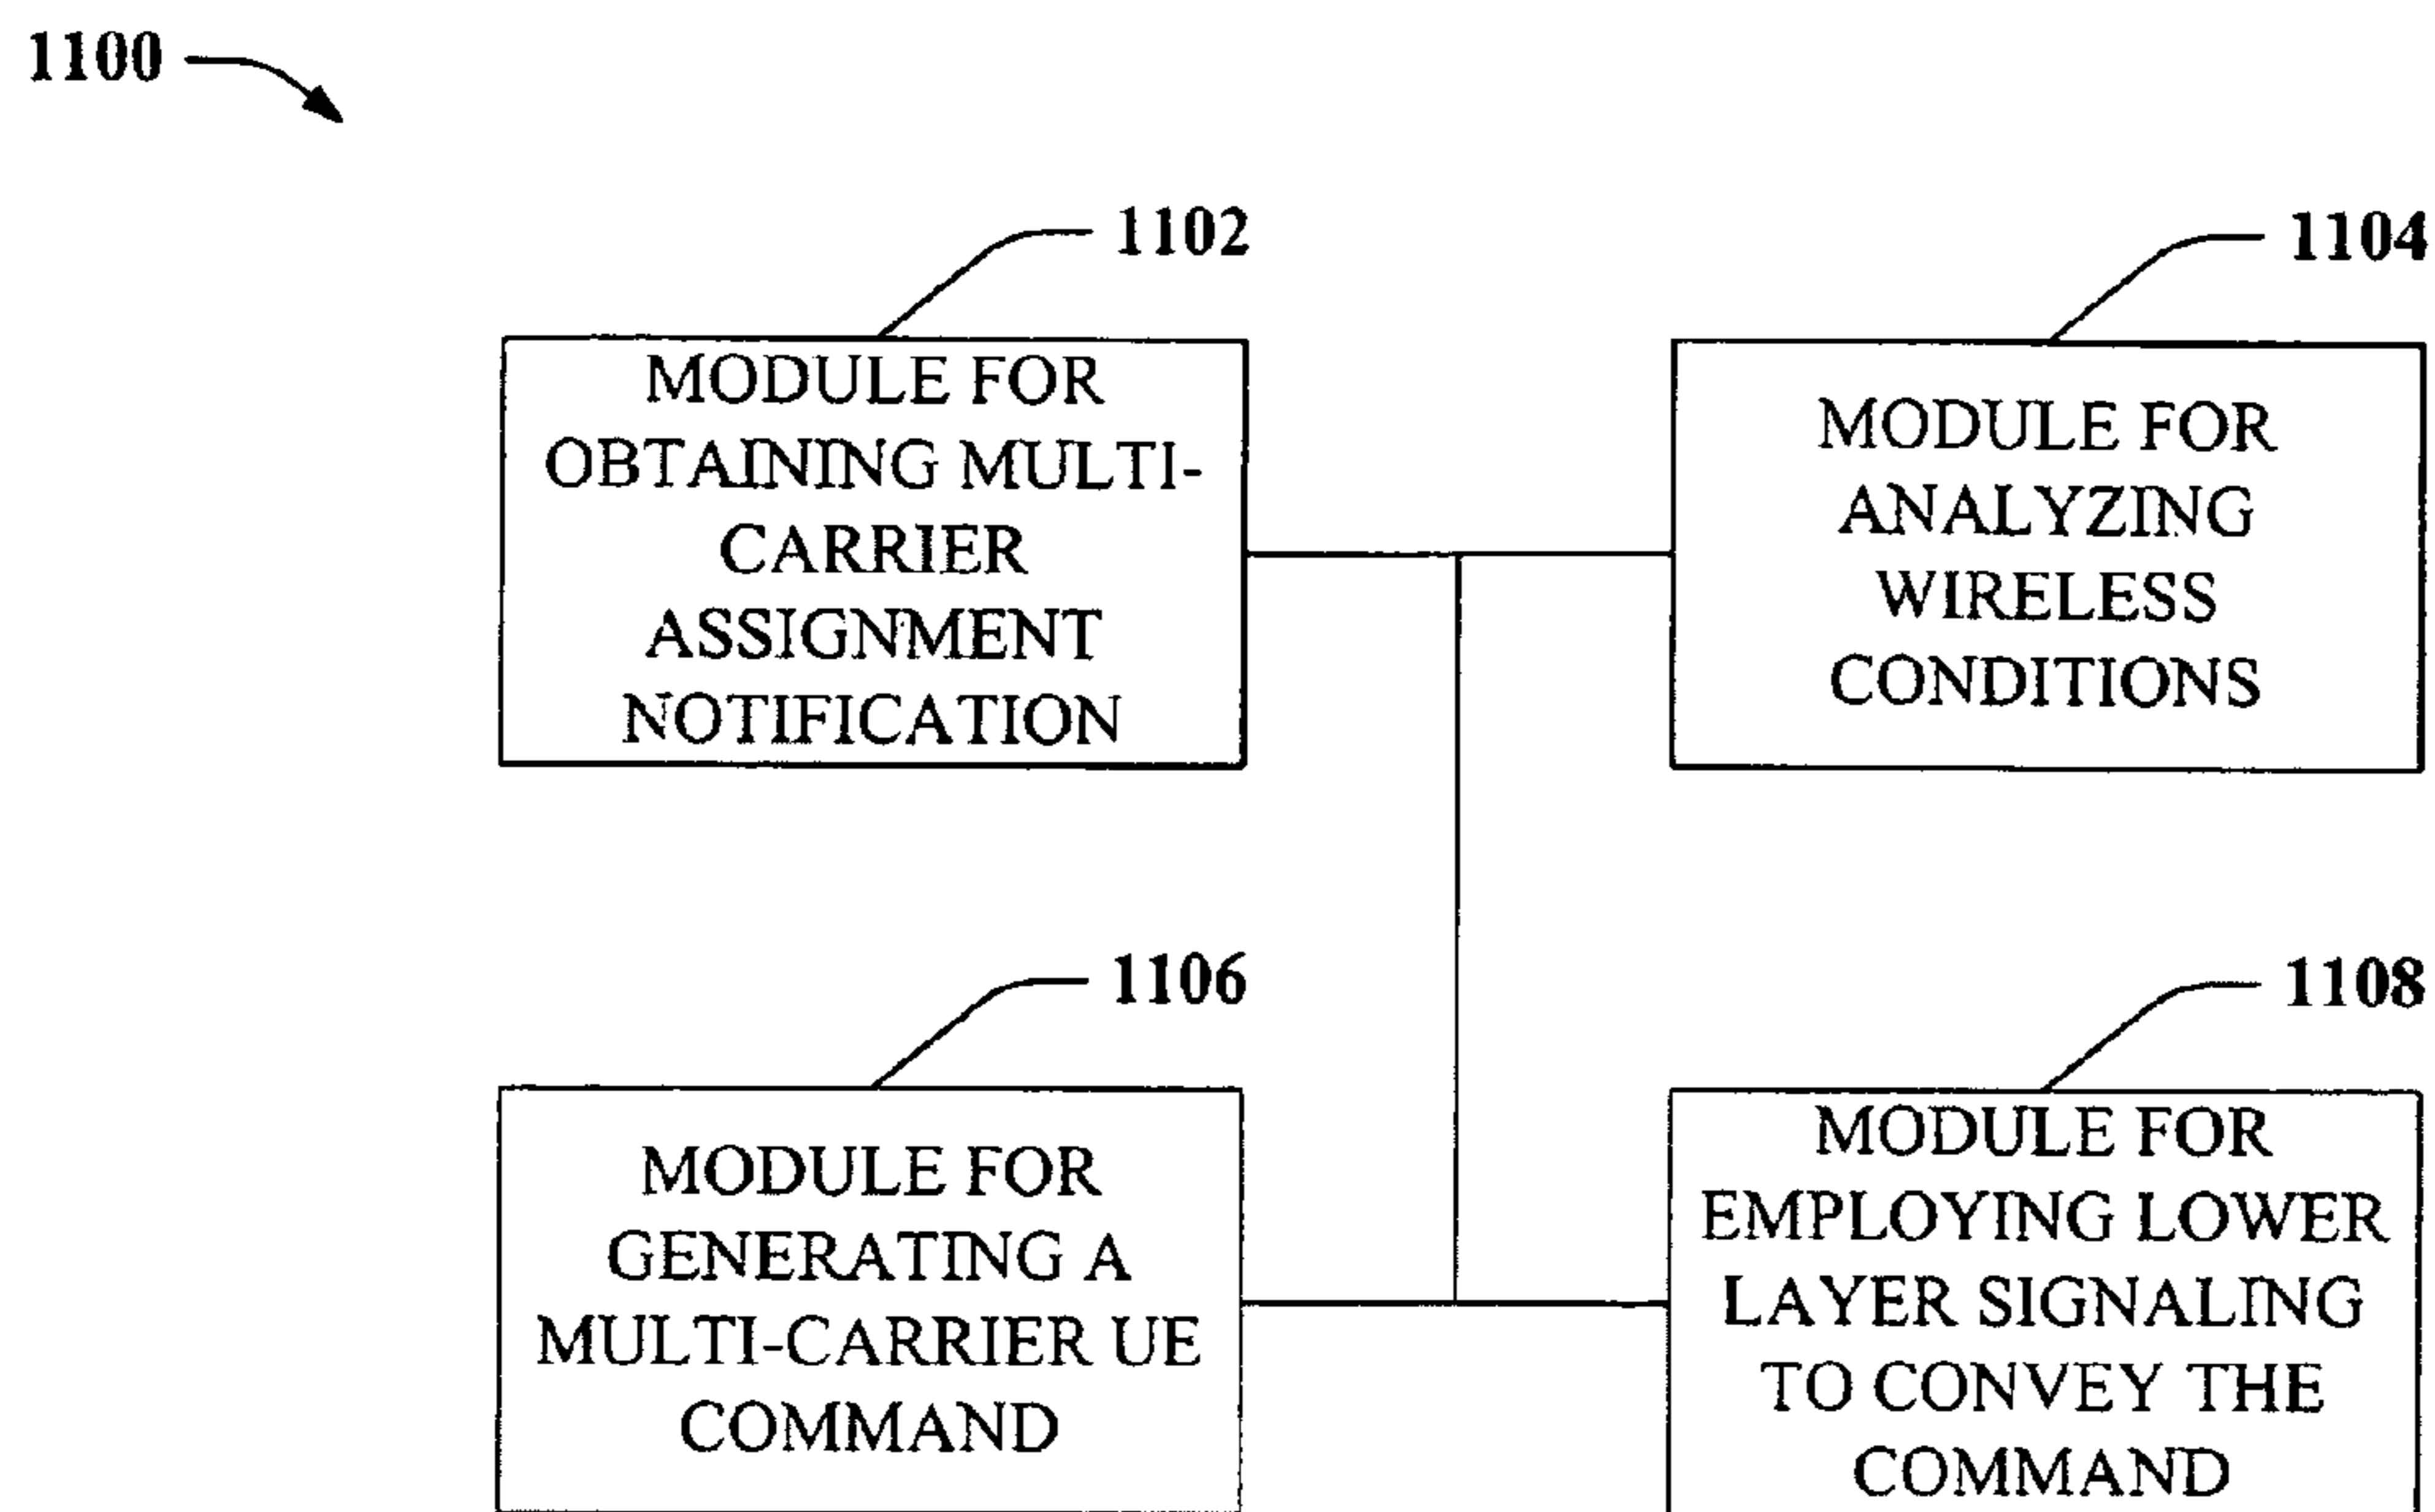 1100
1102
1104
MODULE FOR
OBTAINING MULTI-
CARRIER
ASSIGNMENT
NOTIFICATION
MODULE FOR
ANALYZING
WIRELESS
CONDITIONS
1106
1108
MODULE FOR
GENERATING A
MULTI-CARRIER UE
COMMAND
MODULE FOR
EMPLOYING LOWER
LAYER SIGNALING
TO CONVEY THE
COMMAND